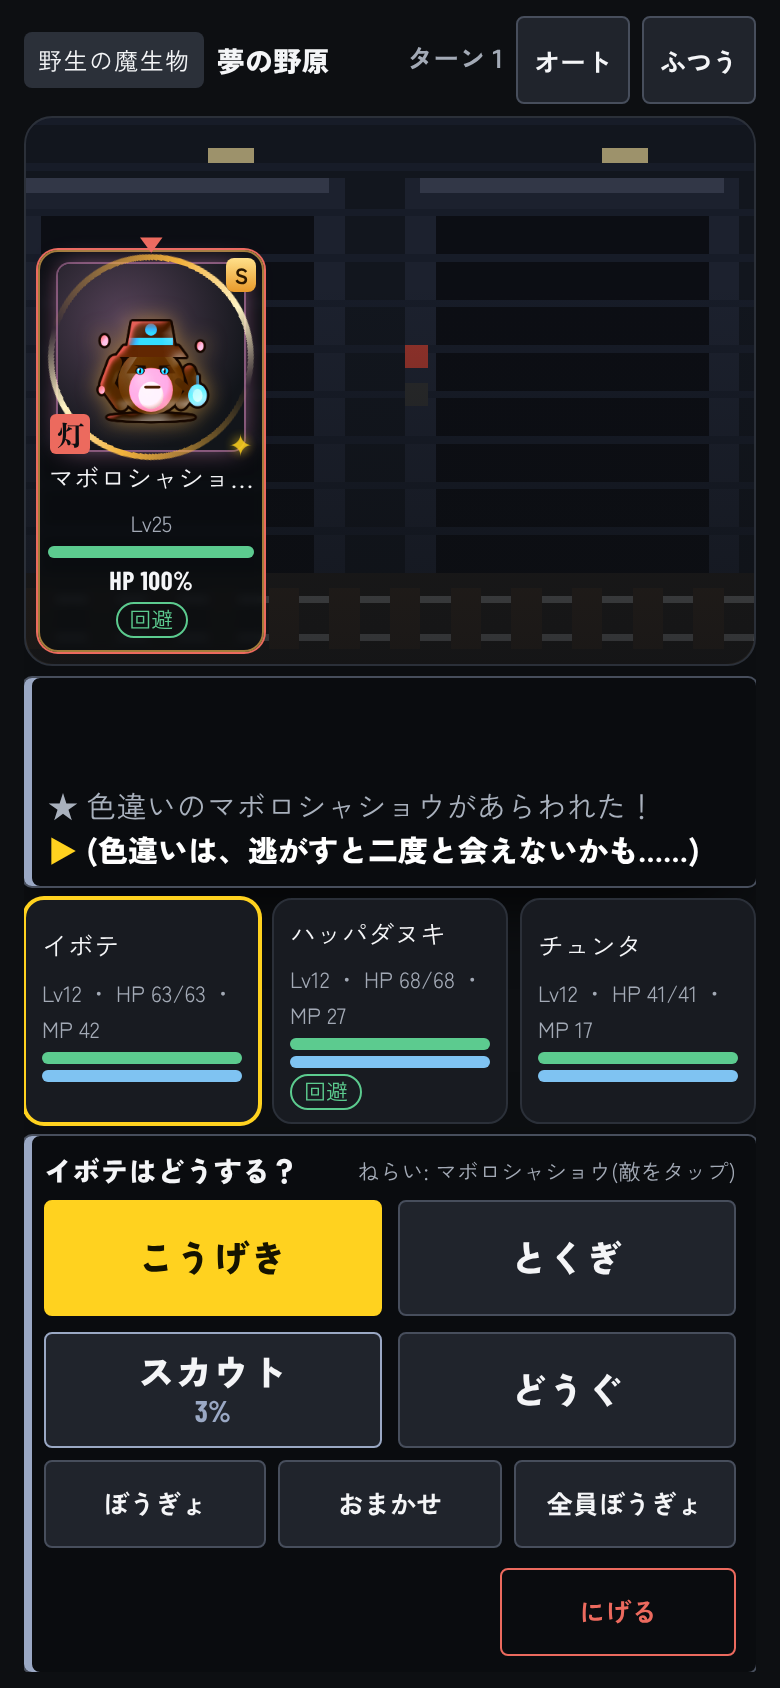 野生の魔生物 夢の野原 ターン 1 オート ふつう
S
灯
マボロシャショ…
Lv25
HP 100%
回避
★ 色違いのマボロシャショウがあらわれた！
▶ (色違いは、逃がすと二度と会えないかも……)
イボテ
Lv12 ・ HP 63/63 ・
MP 42
ハッパダヌキ
Lv12 ・ HP 68/68 ・
MP 27
回避
チュンタ
Lv12 ・ HP 41/41 ・
MP 17
イボテはどうする？ ねらい: マボロシャショウ(敵をタップ)
こうげき とくぎ
スカウト
3%
どうぐ
ぼうぎょ おまかせ 全員ぼうぎょ
にげる